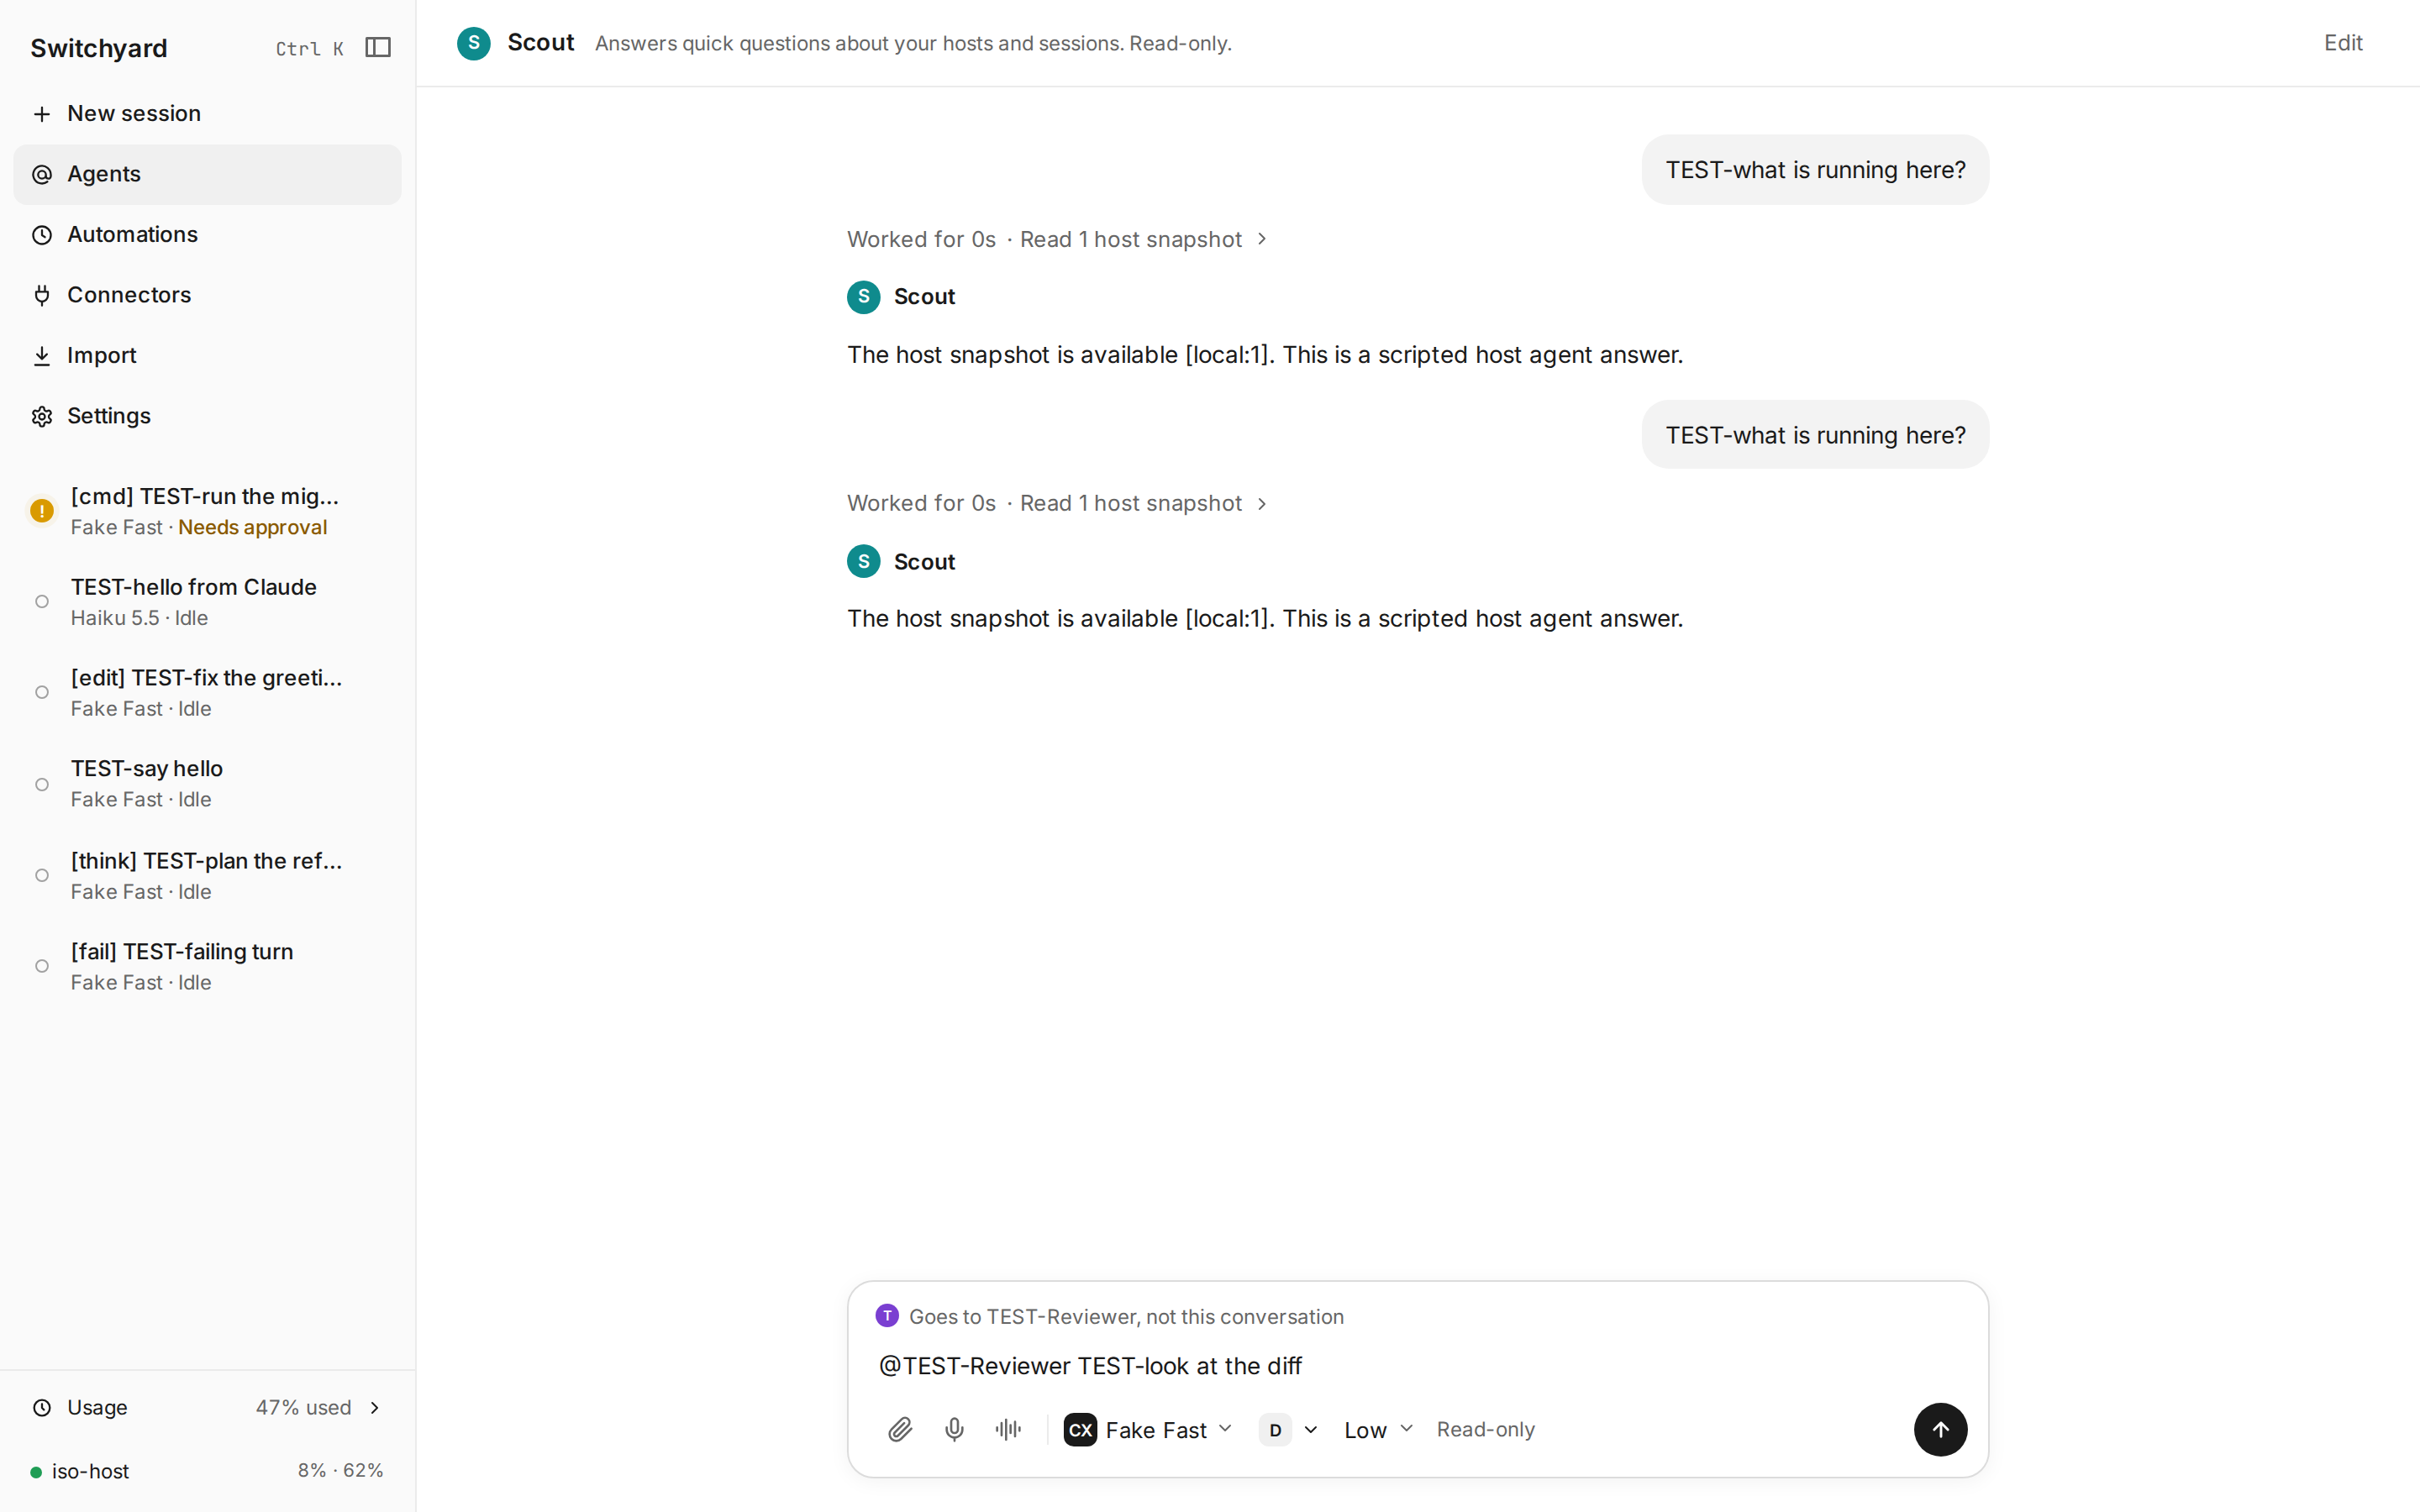 Switchyard
Ctrl K
New session
Agents
Automations
Connectors
Import
Settings
[cmd] TEST-run the mig...
Fake Fast · Needs approval
TEST-hello from Claude
Haiku 5.5 · Idle
[edit] TEST-fix the greeti...
Fake Fast · Idle
TEST-say hello
Fake Fast · Idle
[think] TEST-plan the ref...
Fake Fast · Idle
[fail] TEST-failing turn
Fake Fast · Idle
Usage
47% used
iso-host
8% · 62%
S
Scout
Answers quick questions about your hosts and sessions. Read-only.
Edit
TEST-what is running here?
Worked for 0s · Read 1 host snapshot
S
Scout
The host snapshot is available [local:1]. This is a scripted host agent answer.
TEST-what is running here?
Worked for 0s · Read 1 host snapshot
S
Scout
The host snapshot is available [local:1]. This is a scripted host agent answer.
T
Goes to TEST-Reviewer, not this conversation
@TEST-Reviewer TEST-look at the diff
CX
Fake Fast
D
Low
Read-only